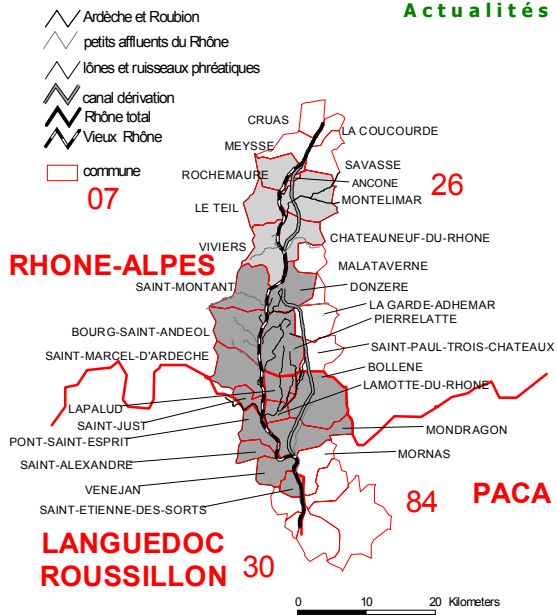 Actualités
Ardèche et Roubion
petits affluents du Rhône
lônes et ruisseaux phréatiques
canal dérivation
Rhône total
Vieux Rhône
commune
07
CRUAS
LA COUCOURDE
MEYSSE
SAVASSE
ROCHEMAURE
ANCONE
26
MONTELIMAR
LE TEIL
CHATEAUNEUF-DU-RHONE
VIVIERS
RHONE-ALPES
MALATAVERNE
SAINT-MONTANT
DONZERE
LA GARDE-ADHEMAR
PIERRELATTE
BOURG-SAINT-ANDEOL
SAINT-PAUL-TROIS-CHATEAUX
SAINT-MARCEL-D'ARDECHE
BOLLENE
LAMOTTE-DU-RHONE
LAPALUD
SAINT-JUST
MONDRAGON
PONT-SAINT-ESPRIT
MORNAS
SAINT-ALEXANDRE
VENEJAN
84
PACA
SAINT-ETIENNE-DES-SORTS
LANGUEDOC
ROUSSILLON
30
0 10 20 Kilometers